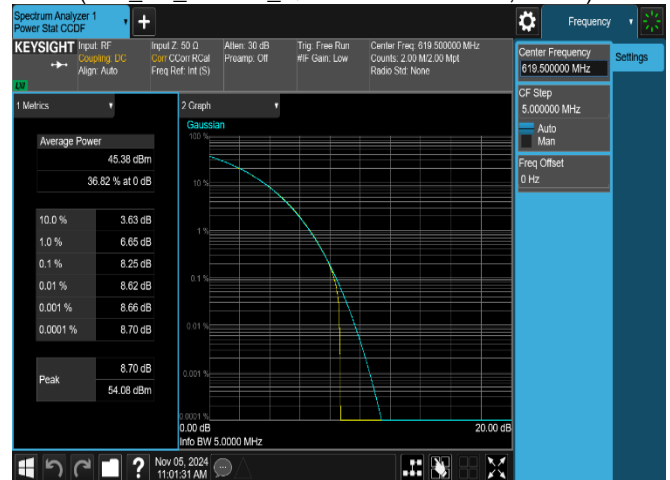 Spectrum Analyzer 1
Power Stat CCDF
Frequency
KEYSIGHT
Input: RF
Coupling: DC
Align: Auto
Input Z: 50 Ω
Corr CCorr RCal
Freq Ref: Int (S)
Atten: 30 dB
Preamp: Off
Trig: Free Run
#IF Gain: Low
Center Freq: 619.500000 MHz
Counts: 2.00 M/2.00 Mpt
Radio Std: None
LXI
Center Frequency
619.500000 MHz
Settings
CF Step
5.000000 MHz
Auto
Man
Freq Offset
0 Hz
1 Metrics
Average Power
45.38 dBm
36.82 % at 0 dB
10.0 % 3.63 dB
1.0 % 6.65 dB
0.1 % 8.25 dB
0.01 % 8.62 dB
0.001 % 8.66 dB
0.0001 % 8.70 dB
Peak
8.70 dB
54.08 dBm
2 Graph
Gaussian
100 %
10 %
1 %
0.1 %
0.01 %
0.001 %
0.0001 %
0.00 dB 20.00 dB
Info BW 5.0000 MHz
Nov 05, 2024
11:01:31 AM